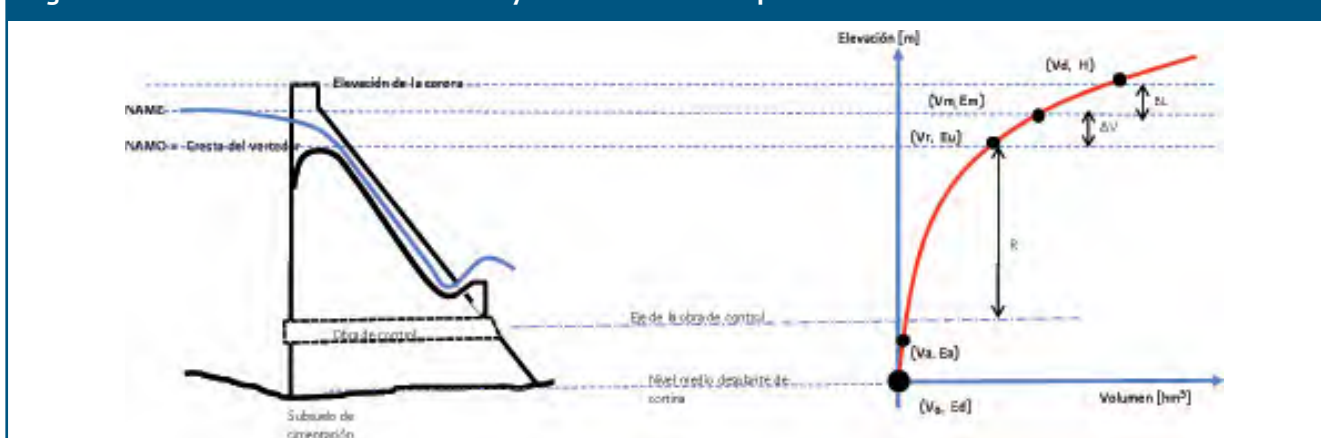 Elevación [m]
(Vd, H)
Elevación de la corona
(Vm, Em)
NAME
ΔV
(Vr, Eu)
NAMO = Cresta del vertedor
R
Eje de la obra de control
Obra de control
(Va, Ea)
Nivel medio
de
cortina
Volumen [hm³]
(V₀, Ed)
Subsuelo de
cimentación